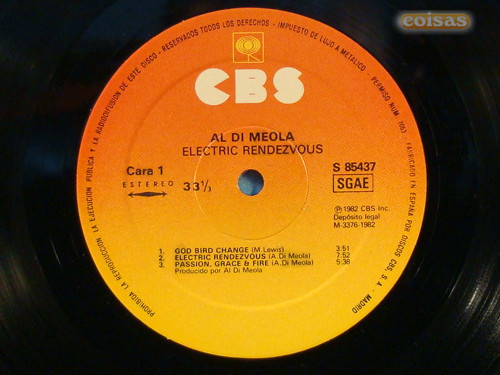 coisas
RESERVADOS TODOS LOS DERECHOS - IMPUESTO DE LUJO A METALICO - PERMISO NUM. 7053
FABRICADO EN ESPAÑA POR DISCOS CBS, S. A. - MADRID
PROHIBIDA LA REPRODUCCION, LA EJECUCION PUBLICA Y LA RADIODIFUSION DE ESTE DISCO -
CBS
AL DI MEOLA
ELECTRIC RENDEZVOUS
Cara 1
S 85437
ESTEREO
33 1/3
SGAE
Ⓟ 1982 CBS Inc.
Depósito legal
M-3376-1982
1. GOD BIRD CHANGE (M. Lewis) 3:51
2. ELECTRIC RENDEZVOUS (A. Di Meola) 7:52
3. PASSION, GRACE & FIRE (A. Di Meola) 5:38
Producido por Al Di Meola